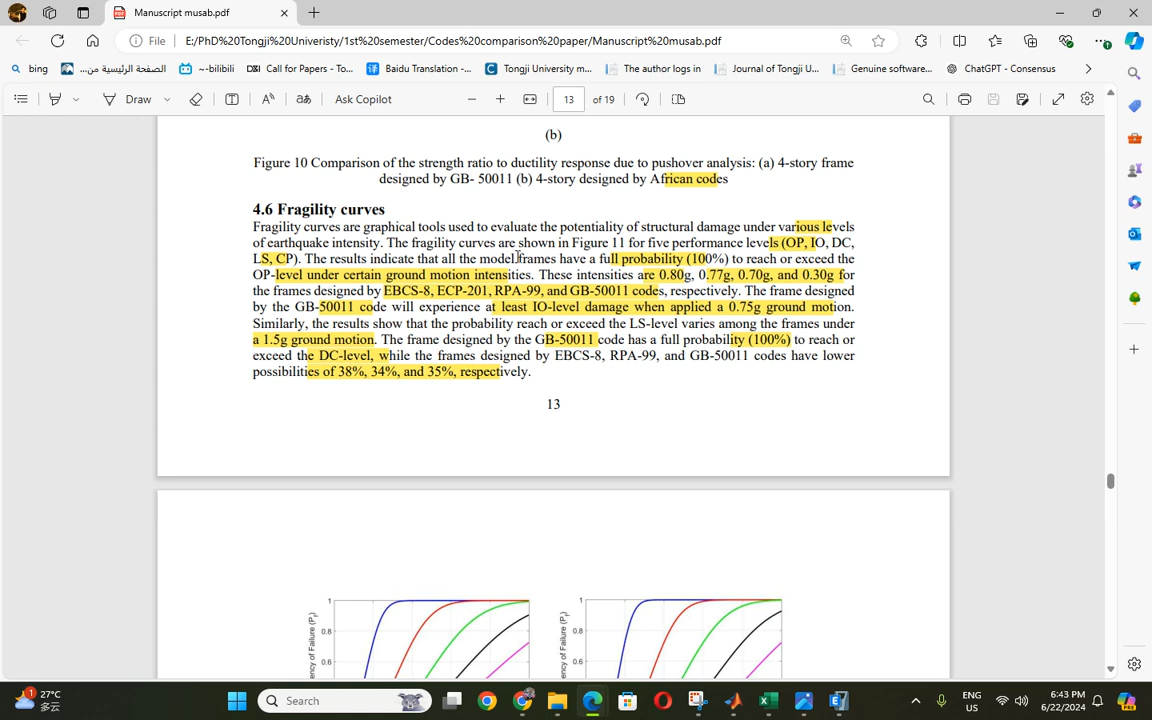 Manuscript musab.pdf
File
E:/PhD%20Tongji%20Univeristy/1st%20semester/Codes%20comparison%20paper/Manuscript%20musab.pdf
bing
الصفحة الرئيسية من...
-bilibili
Call for Papers - To...
Baidu Translation -...
Tongji University m...
The author logs in
Journal of Tongji U...
Genuine software...
ChatGPT - Consensus
Draw
Ask Copilot
13 of 19
(b)
Figure 10 Comparison of the strength ratio to ductility response due to pushover analysis: (a) 4-story frame
designed by GB- 50011 (b) 4-story designed by African codes
4.6 Fragility curves
Fragility curves are graphical tools used to evaluate the potentiality of structural damage under various levels
of earthquake intensity. The fragility curves are shown in Figure 11 for five performance levels (OP, IO, DC,
LS, CP). The results indicate that all the model frames have a full probability (100%) to reach or exceed the
OP-level under certain ground motion intensities. These intensities are 0.80g, 0.77g, 0.70g, and 0.30g for
the frames designed by EBCS-8, ECP-201, RPA-99, and GB-50011 codes, respectively. The frame designed
by the GB-50011 code will experience at least IO-level damage when applied a 0.75g ground motion.
Similarly, the results show that the probability reach or exceed the LS-level varies among the frames under
a 1.5g ground motion. The frame designed by the GB-50011 code has a full probability (100%) to reach or
exceed the DC-level, while the frames designed by EBCS-8, RPA-99, and GB-50011 codes have lower
possibilities of 38%, 34%, and 35%, respectively.
13
1
0.8
0.6
ency of Failure (P
1
0.8
0.6
ency of Failure (P
1
27°C
多云
Search
ENG
US
6:43 PM
6/22/2024